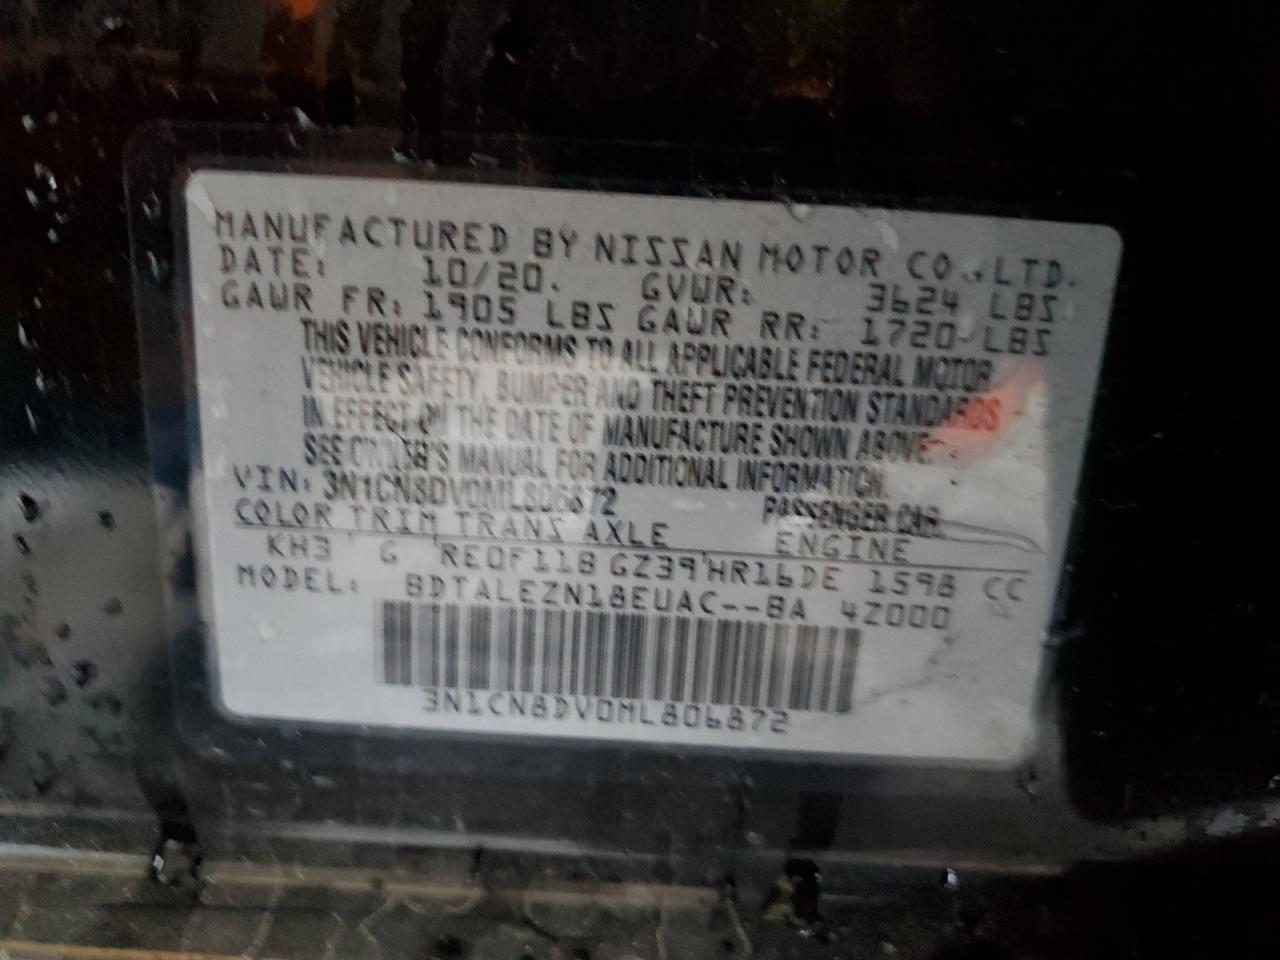 MANUFACTURED BY NISSAN MOTOR CO.,LTD.
DATE: 10/20. GVWR: 3624 LBS
GAWR FR: 1905 LBS GAWR RR: 1720 LBS
THIS VEHICLE CONFORMS TO ALL APPLICABLE FEDERAL MOTOR
VEHICLE SAFETY, BUMPER AND THEFT PREVENTION STANDARDS
IN EFFECT ON THE DATE OF MANUFACTURE SHOWN ABOVE.
SEE OWNER'S MANUAL FOR ADDITIONAL INFORMATION.
VIN: 3N1CN8DV0ML806872 PASSENGER CAR
COLOR TRIM TRANS AXLE ENGINE
KH3 G RE0F11B GZ39 HR16DE 1598 CC
MODEL: BDTALEZN18EUAC--BA 4Z000
3N1CN8DV0ML806872